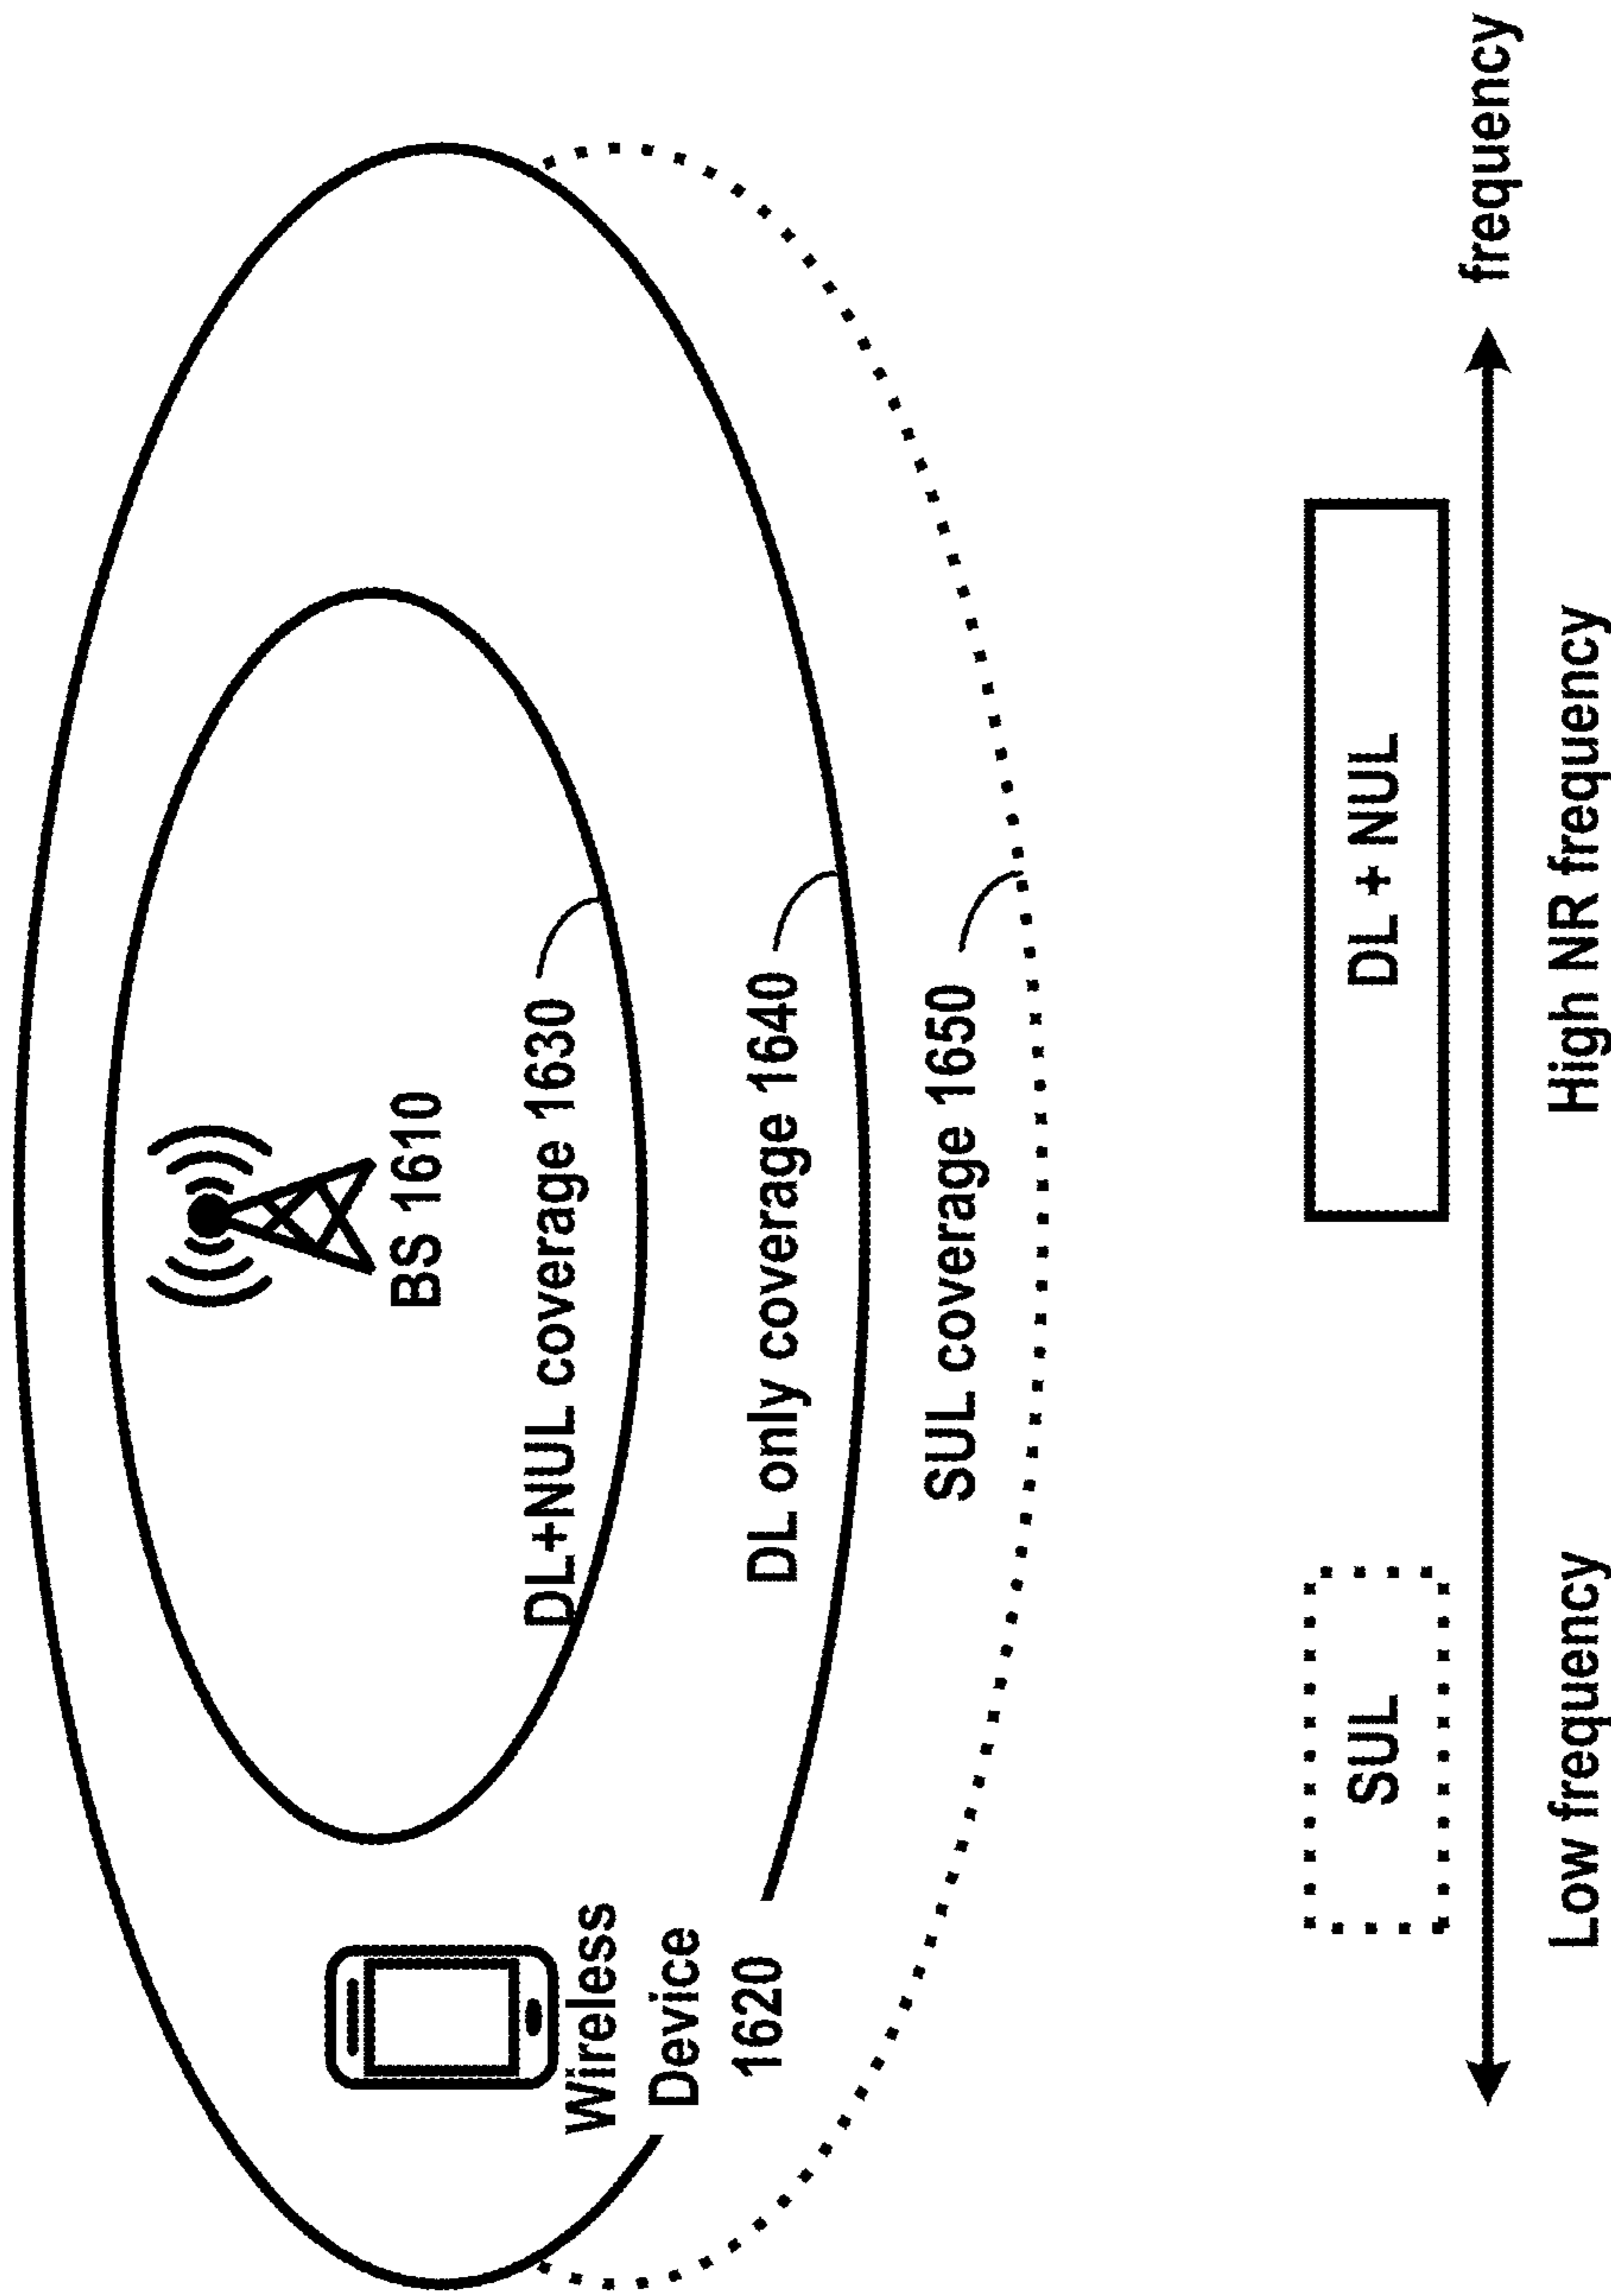 BS 1610
DL+NUL coverage 1630
Wireless
Device
1620
DL only coverage 1640
SUL coverage 1650
SUL
DL + NUL
frequency
Low frequency
High NR frequency